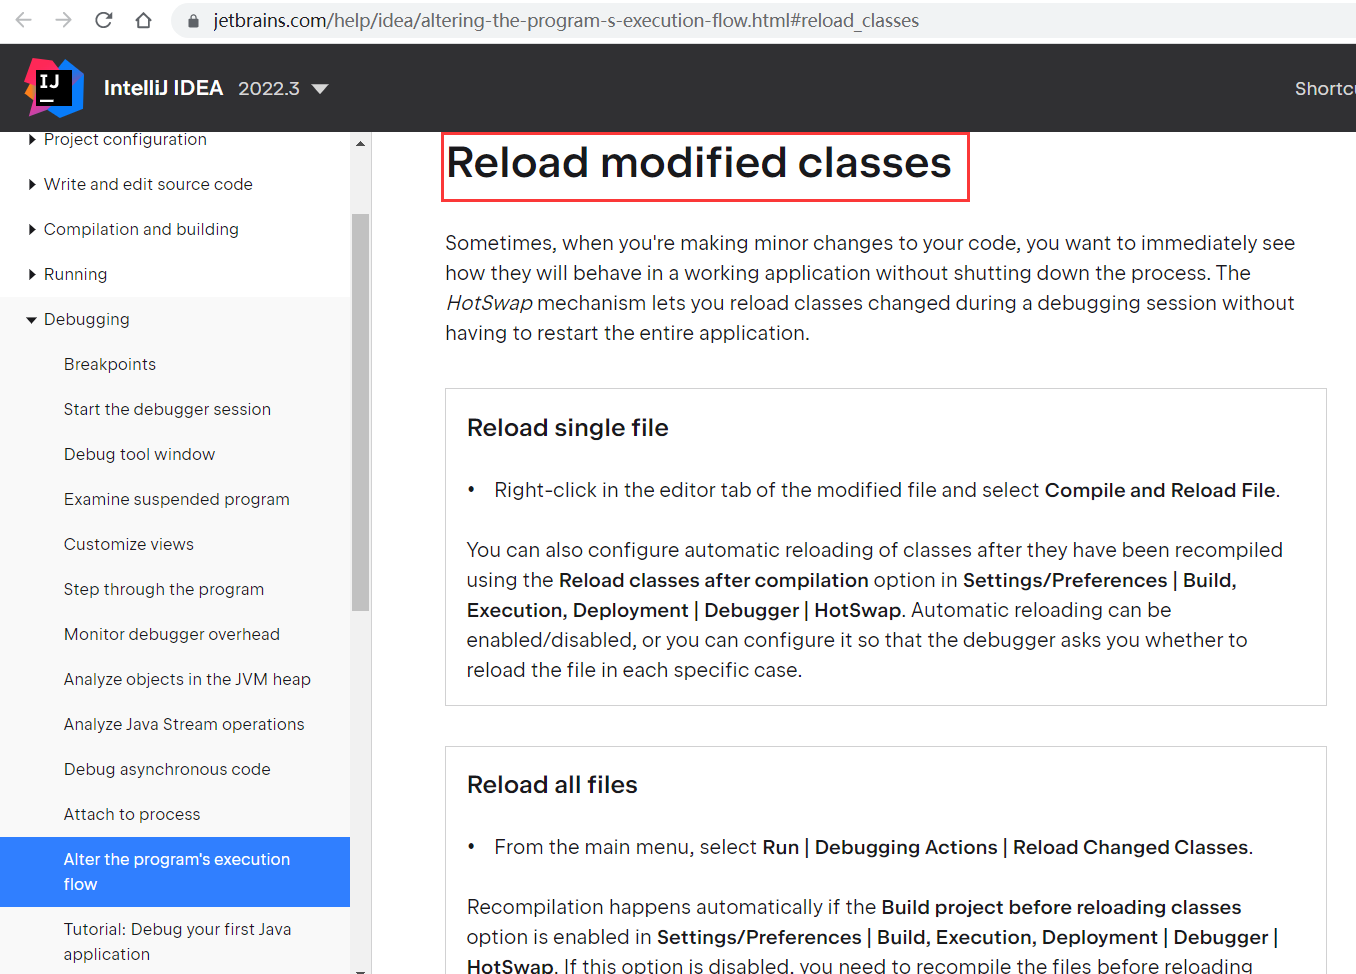 jetbrains.com/help/idea/altering-the-program-s-execution-flow.html#reload_classes
IJ
IntelliJ IDEA 2022.3
Project configuration
Write and edit source code
Compilation and building
Running
Debugging
Breakpoints
Start the debugger session
Debug tool window
Examine suspended program
Customize views
Step through the program
Monitor debugger overhead
Analyze objects in the JVM heap
Analyze Java Stream operations
Debug asynchronous code
Attach to process
Alter the program's execution
flow
Tutorial: Debug your first Java
application
Reload modified classes
Sometimes, when you're making minor changes to your code, you want to immediately see
how they will behave in a working application without shutting down the process. The
HotSwap mechanism lets you reload classes changed during a debugging session without
having to restart the entire application.
Reload single file
• Right-click in the editor tab of the modified file and select Compile and Reload File.
You can also configure automatic reloading of classes after they have been recompiled
using the Reload classes after compilation option in Settings/Preferences | Build,
Execution, Deployment | Debugger | HotSwap. Automatic reloading can be
enabled/disabled, or you can configure it so that the debugger asks you whether to
reload the file in each specific case.
Reload all files
• From the main menu, select Run | Debugging Actions | Reload Changed Classes.
Recompilation happens automatically if the Build project before reloading classes
option is enabled in Settings/Preferences | Build, Execution, Deployment | Debugger |
HotSwap. If this option is disabled, you need to recompile the files before reloading